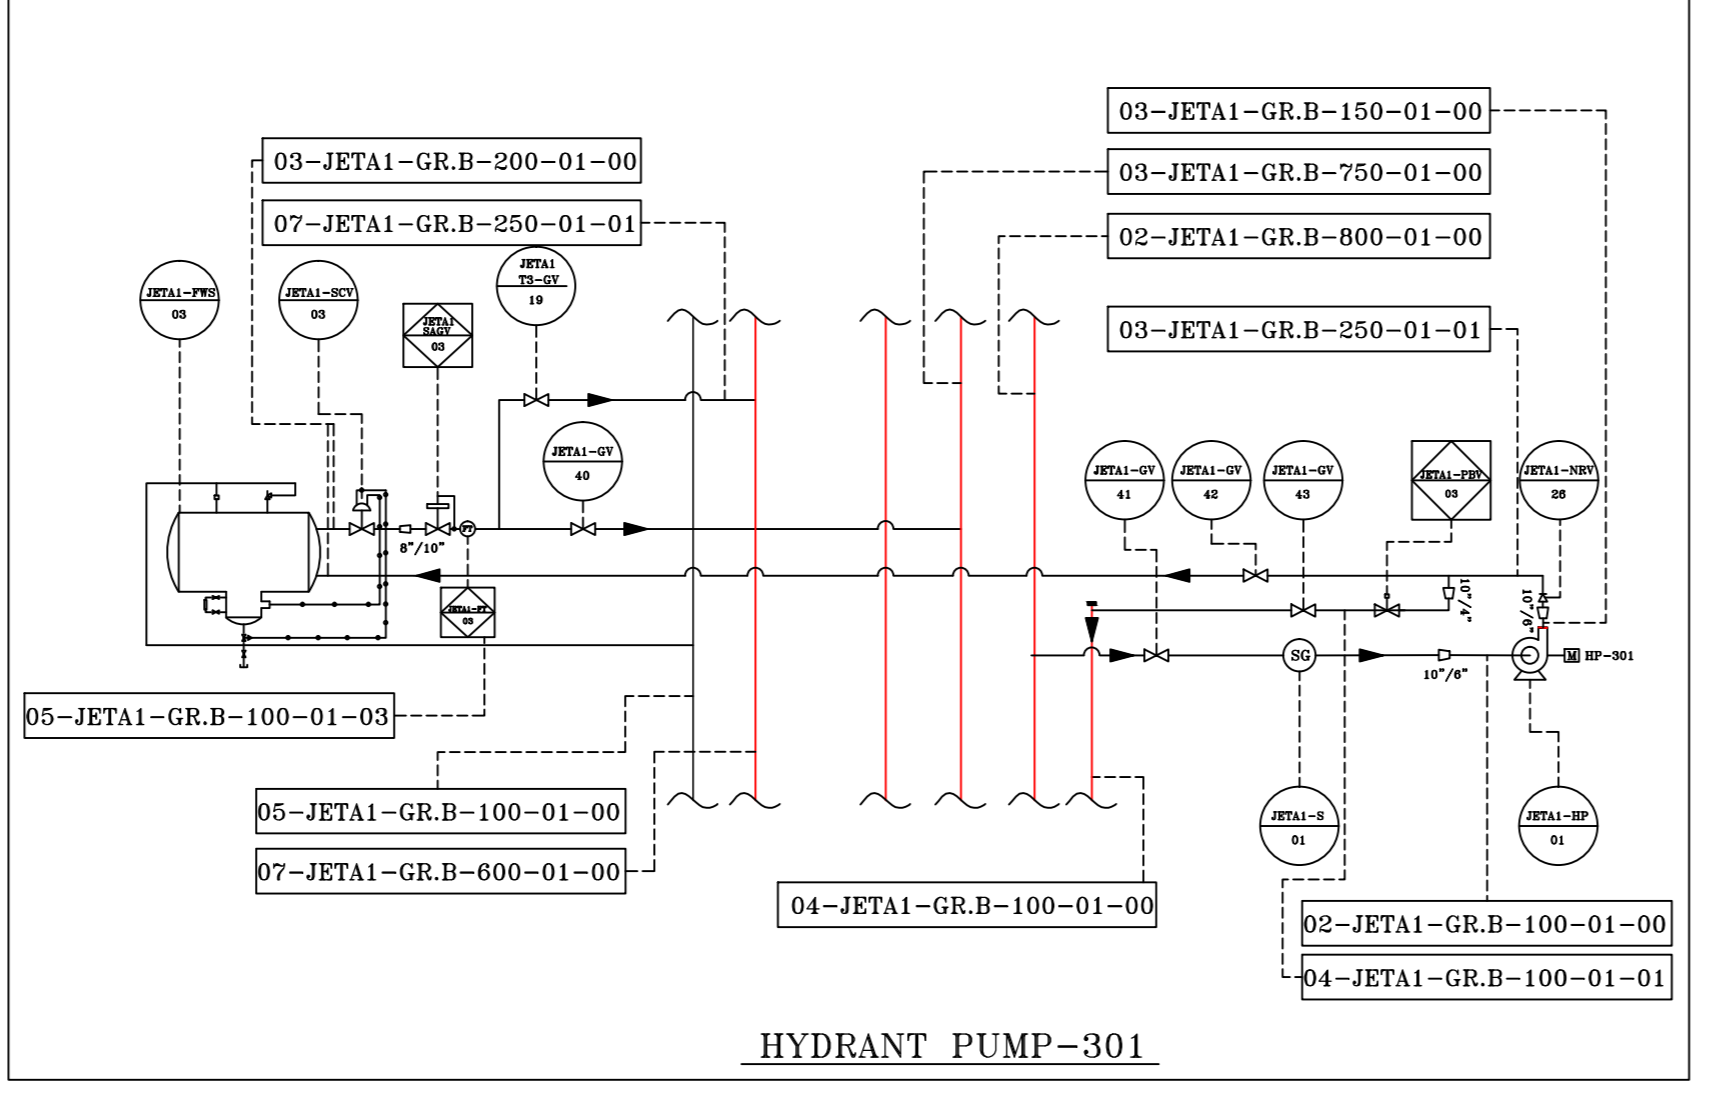 03-JETA1-GR.B-150-01-00
03-JETA1-GR.B-200-01-00
03-JETA1-GR.B-750-01-00
07-JETA1-GR.B-250-01-01
02-JETA1-GR.B-800-01-00
JETA1
T3-GV
19
JETA1-FWS
03
JETA1-SCV
03
JETA1
SAGV
03
03-JETA1-GR.B-250-01-01
JETA1-GV
40
JETA1-GV
41
JETA1-GV
42
JETA1-GV
43
JETA1-PBV
03
JETA1-NRV
26
FT
8"/10"
10"/4"
10"/6"
JETA1-FT
03
SG
M HP-301
10"/6"
05-JETA1-GR.B-100-01-03
05-JETA1-GR.B-100-01-00
JETA1-S
01
JETA1-HP
01
07-JETA1-GR.B-600-01-00
04-JETA1-GR.B-100-01-00
02-JETA1-GR.B-100-01-00
04-JETA1-GR.B-100-01-01
HYDRANT PUMP-301